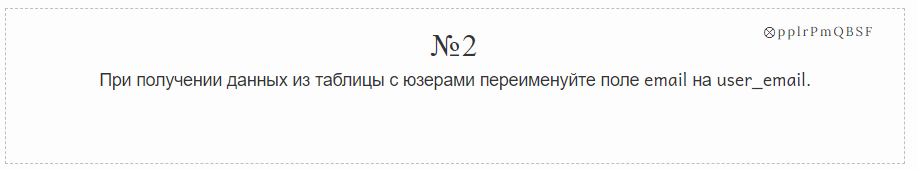 ⊗pplrPmQBSF
№2
При получении данных из таблицы с юзерами переименуйте поле email на user_email.